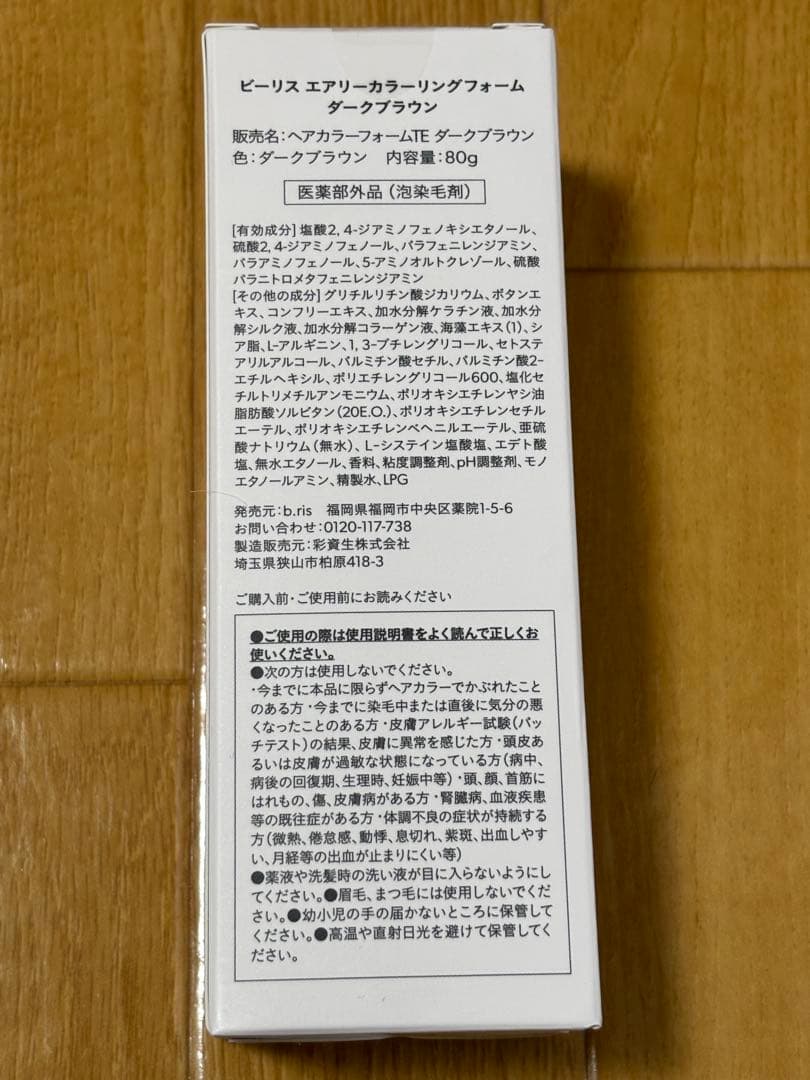 ビーリス エアリーカラーリングフォーム
ダークブラウン
販売名：ヘアカラーフォームTE ダークブラウン
色：ダークブラウン　内容量：80g
医薬部外品（泡染毛剤）
[有効成分] 塩酸2, 4-ジアミノフェノキシエタノール、
硫酸2, 4-ジアミノフェノール、パラフェニレンジアミン、
パラアミノフェノール、5-アミノオルトクレゾール、硫酸
パラニトロメタフェニレンジアミン
[その他の成分] グリチルリチン酸ジカリウム、ボタンエ
キス、コンフリーエキス、加水分解ケラチン液、加水分
解シルク液、加水分解コラーゲン液、海藻エキス（1）、シ
ア脂、L-アルギニン、1, 3-ブチレングリコール、セトステ
アリルアルコール、パルミチン酸セチル、パルミチン酸2-
エチルヘキシル、ポリエチレングリコール600、塩化セ
チルトリメチルアンモニウム、ポリオキシエチレンヤシ油
脂肪酸ソルビタン（20E.O.）、ポリオキシエチレンセチル
エーテル、ポリオキシエチレンベヘニルエーテル、亜硫
酸ナトリウム（無水）、L-システイン塩酸塩、エデト酸
塩、無水エタノール、香料、粘度調整剤、pH調整剤、モノ
エタノールアミン、精製水、LPG
発売元：b.ris　福岡県福岡市中央区薬院1-5-6
お問い合わせ：0120-117-738
製造販売元：彩資生株式会社
埼玉県狭山市柏原418-3
ご購入前・ご使用前にお読みください
●ご使用の際は使用説明書をよく読んで正しくお
使いください。
●次の方は使用しないでください。
・今までに本品に限らずヘアカラーでかぶれたこと
のある方・今までに染毛中または直後に気分の悪
くなったことのある方・皮膚アレルギー試験（パッ
チテスト）の結果、皮膚に異常を感じた方・頭皮あ
るいは皮膚が過敏な状態になっている方（病中、
病後の回復期、生理時、妊娠中等）・頭、顔、首筋に
はれもの、傷、皮膚病がある方・腎臓病、血液疾患
等の既往症がある方・体調不良の症状が持続する
方（微熱、倦怠感、動悸、息切れ、紫斑、出血しやす
い、月経等の出血が止まりにくい等）
●薬液や洗髪時の洗い液が目に入らないようにし
てください。●眉毛、まつ毛には使用しないでくだ
さい。●幼小児の手の届かないところに保管して
ください。●高温や直射日光を避けて保管してく
ださい。